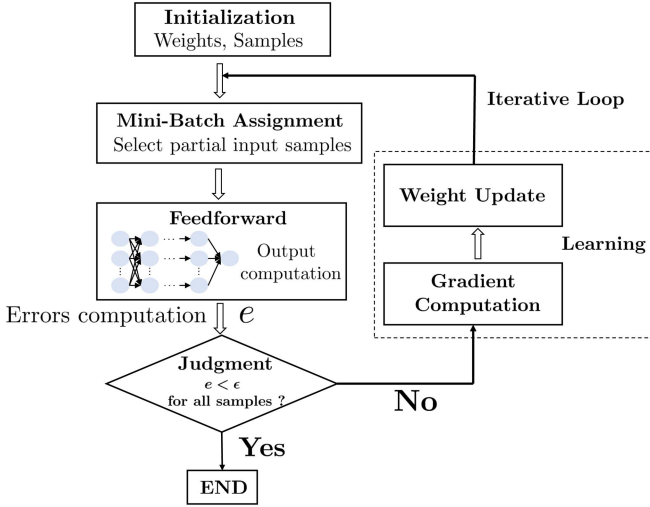 Initialization
Weights, Samples
Iterative Loop
Mini-Batch Assignment
Select partial input samples
Weight Update
Feedforward
Output
computation
Learning
Gradient
Computation
Errors computation e
Judgment
e < ϵ
for all samples ?
No
Yes
END